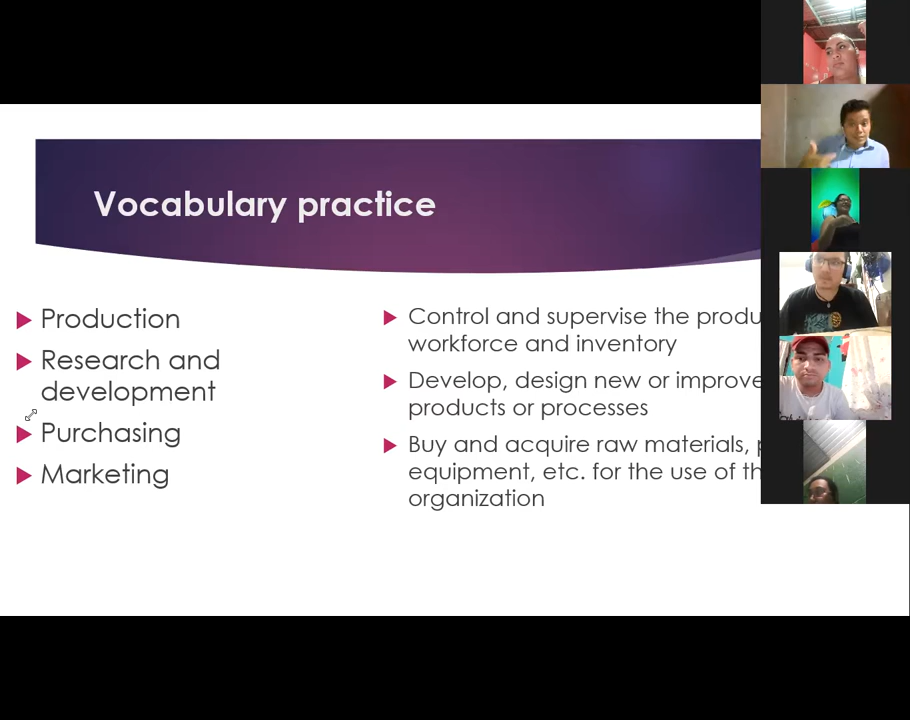 Vocabulary practice
Production
Research and
development
Purchasing
Marketing
Control and supervise the
workforce and inventory
Develop, design new or improve
products or processes
Buy and acquire raw materials,
equipment, etc. for the use of
organization